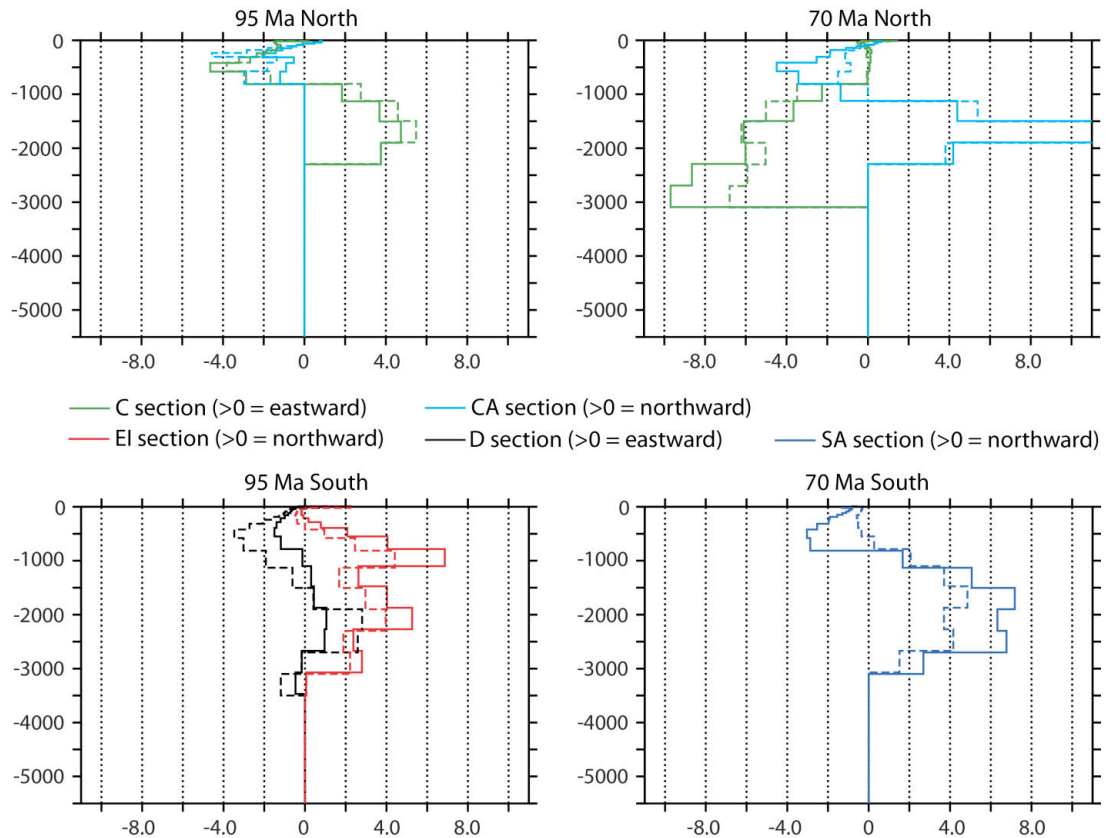 95 Ma North
70 Ma North
0
-1000
-2000
-3000
-4000
-5000
-8.0 -4.0 0 4.0 8.0
0
-1000
-2000
-3000
-4000
-5000
-8.0 -4.0 0 4.0 8.0
C section (>0 = eastward)
CA section (>0 = northward)
EI section (>0 = northward)
D section (>0 = eastward)
SA section (>0 = northward)
95 Ma South
70 Ma South
0
-1000
-2000
-3000
-4000
-5000
-8.0 -4.0 0 4.0 8.0
0
-1000
-2000
-3000
-4000
-5000
-8.0 -4.0 0 4.0 8.0